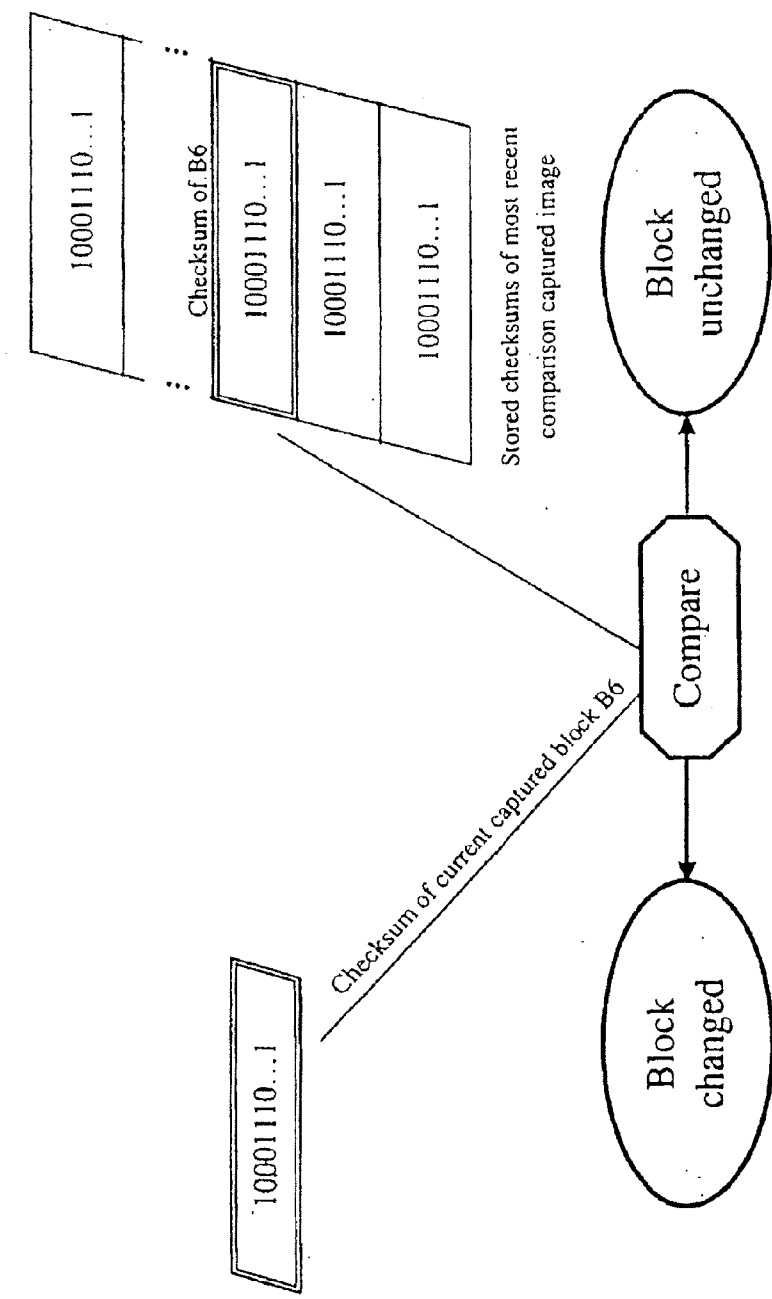 10001110...1
⋮ ⋮
Checksum of B6
10001110...1
10001110...1
10001110...1
Stored checksums of most recent
comparison captured image
10001110...1
Checksum of current captured block B6
Compare
Block
changed
Block
unchanged